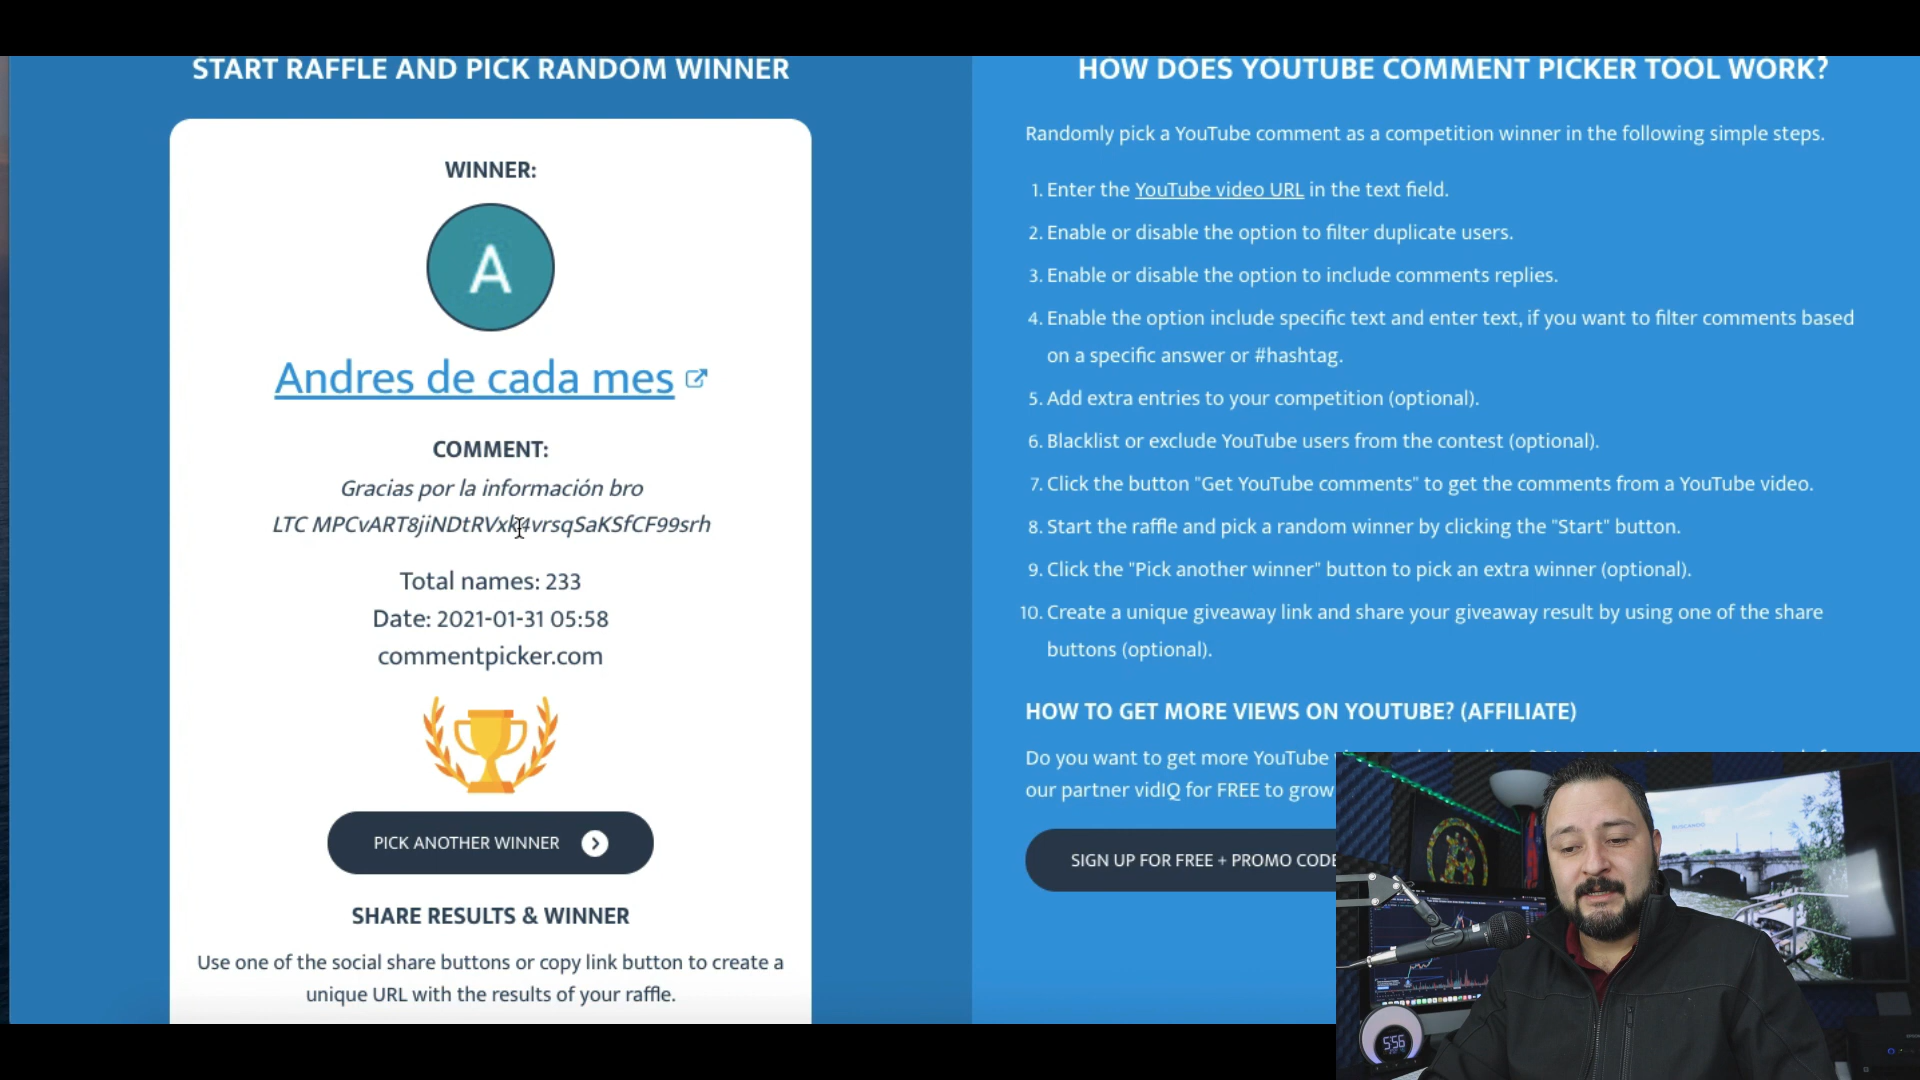 START RAFFLE AND PICK RANDOM WINNER
WINNER:
A
Andres de cada mes
COMMENT:
Gracias por la información bro
LTC MPCvART8jiNDtRVxk4vrsqSaKSfCF99srh
Total names: 233
Date: 2021-01-31 05:58
commentpicker.com
PICK ANOTHER WINNER
SHARE RESULTS & WINNER
Use one of the social share buttons or copy link button to create a
unique URL with the results of your raffle.
HOW DOES YOUTUBE COMMENT PICKER TOOL WORK?
Randomly pick a YouTube comment as a competition winner in the following simple steps.
1. Enter the YouTube video URL in the text field.
2. Enable or disable the option to filter duplicate users.
3. Enable or disable the option to include comments replies.
4. Enable the option include specific text and enter text, if you want to filter comments based
on a specific answer or #hashtag.
5. Add extra entries to your competition (optional).
6. Blacklist or exclude YouTube users from the contest (optional).
7. Click the button "Get YouTube comments" to get the comments from a YouTube video.
8. Start the raffle and pick a random winner by clicking the "Start" button.
9. Click the "Pick another winner" button to pick an extra winner (optional).
10. Create a unique giveaway link and share your giveaway result by using one of the share
buttons (optional).
HOW TO GET MORE VIEWS ON YOUTUBE? (AFFILIATE)
Do you want to get more YouTube
our partner vidIQ for FREE to grow
SIGN UP FOR FREE + PROMO CODE
5:56